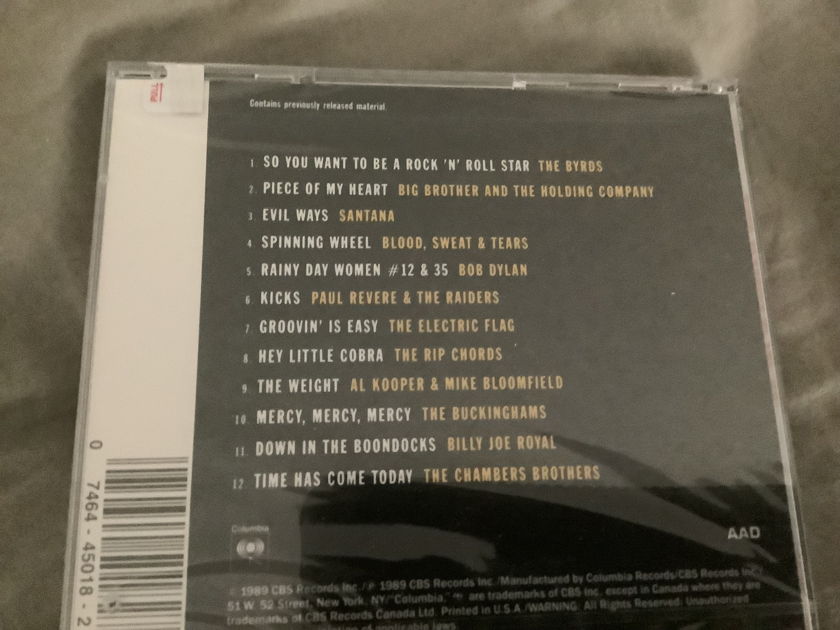 PULL
Contains previously released material.
1. SO YOU WANT TO BE A ROCK 'N' ROLL STAR THE BYRDS
2. PIECE OF MY HEART BIG BROTHER AND THE HOLDING COMPANY
3. EVIL WAYS SANTANA
4. SPINNING WHEEL BLOOD, SWEAT & TEARS
5. RAINY DAY WOMEN #12 & 35 BOB DYLAN
6. KICKS PAUL REVERE & THE RAIDERS
7. GROOVIN' IS EASY THE ELECTRIC FLAG
8. HEY LITTLE COBRA THE RIP CHORDS
9. THE WEIGHT AL KOOPER & MIKE BLOOMFIELD
10. MERCY, MERCY, MERCY THE BUCKINGHAMS
11. DOWN IN THE BOONDOCKS BILLY JOE ROYAL
12. TIME HAS COME TODAY THE CHAMBERS BROTHERS
0 7464-45018-2
Columbia
AAD
© 1989 CBS Records Inc./℗ 1989 CBS Records Inc./Manufactured by Columbia Records/CBS Records Inc./
51 W. 52 Street, New York, NY/"Columbia," are trademarks of CBS Inc. except in Canada where they are
trademarks of CBS Records Canada Ltd. Printed in U.S.A./WARNING: All Rights Reserved. Unauthorized
of applicable laws.